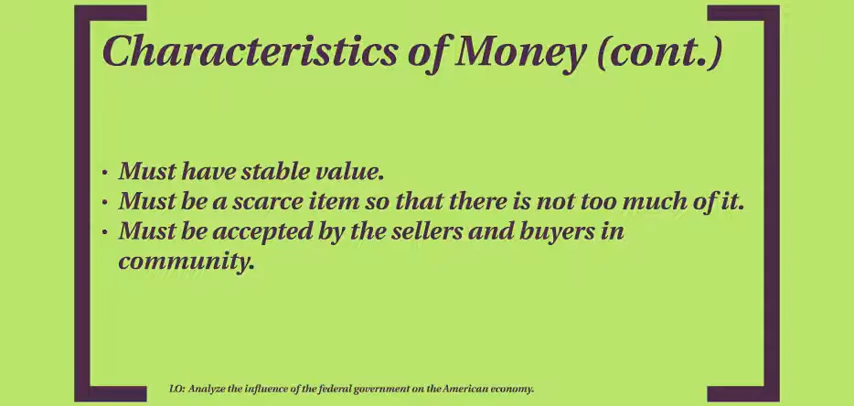 Characteristics of Money (cont.)
• Must have stable value.
• Must be a scarce item so that there is not too much of it.
• Must be accepted by the sellers and buyers in
community.
LO: Analyze the influence of the federal government on the American economy.